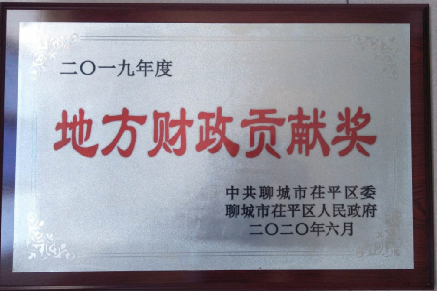 二〇一九年度
地方财政贡献奖
中共聊城市茌平区委
聊城市茌平区人民政府
二〇二〇年六月